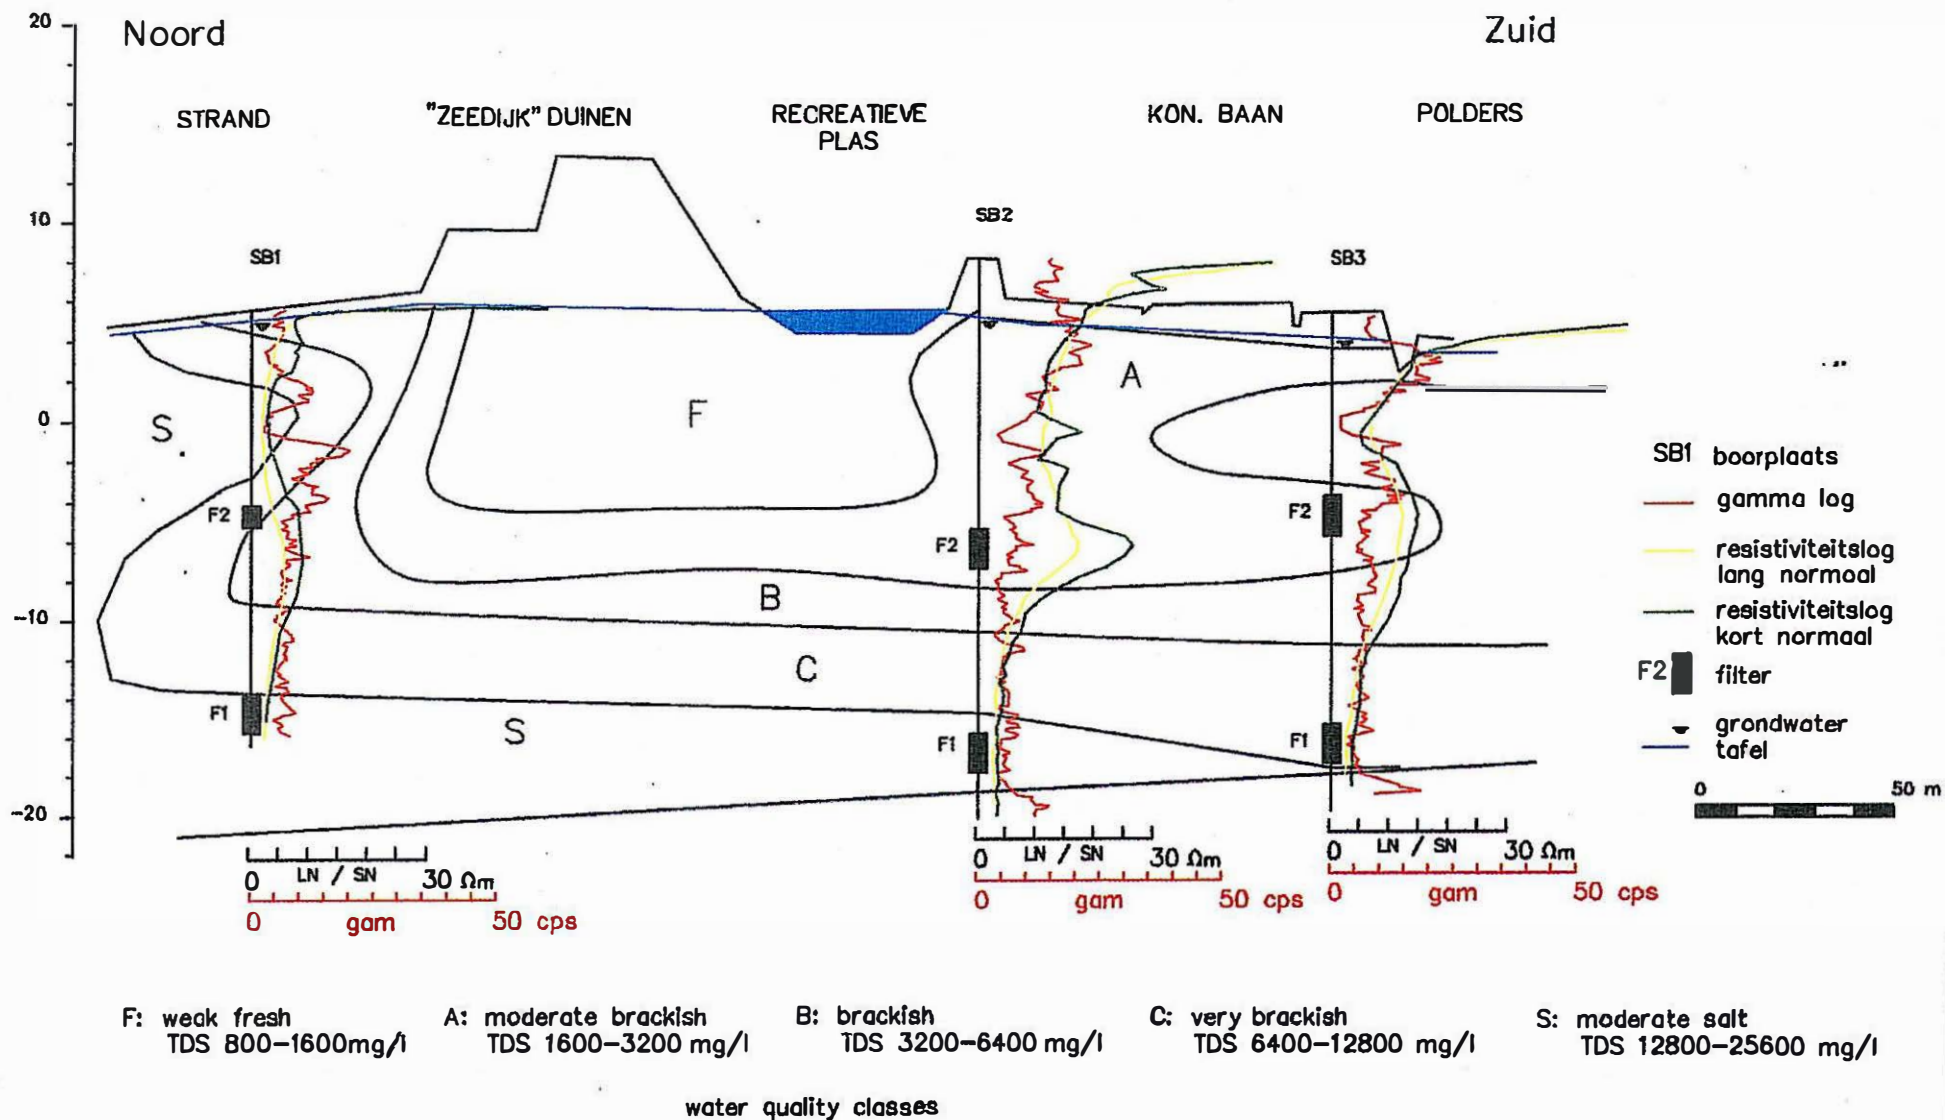 20
Noord
Zuid
STRAND
"ZEEDIJK" DUINEN
RECREATIEVE
PLAS
KON. BAAN
POLDERS
10
SB1
SB2
SB3
0
-10
-20
S
F
A
B
C
S
F2
F1
F2
F1
F2
F1
SB1 boorplaats
gamma log
resistiviteitslog
lang normaal
resistiviteitslog
kort normaal
F2 filter
grondwater
tafel
0 50 m
0 LN / SN 30 Ωm
0 gam 50 cps
0 LN / SN 30 Ωm
0 gam 50 cps
0 LN / SN 30 Ωm
0 gam 50 cps
F: weak fresh
TDS 800-1600mg/l
A: moderate brackish
TDS 1600-3200 mg/l
B: brackish
TDS 3200-6400 mg/l
C: very brackish
TDS 6400-12800 mg/l
S: moderate salt
TDS 12800-25600 mg/l
water quality classes